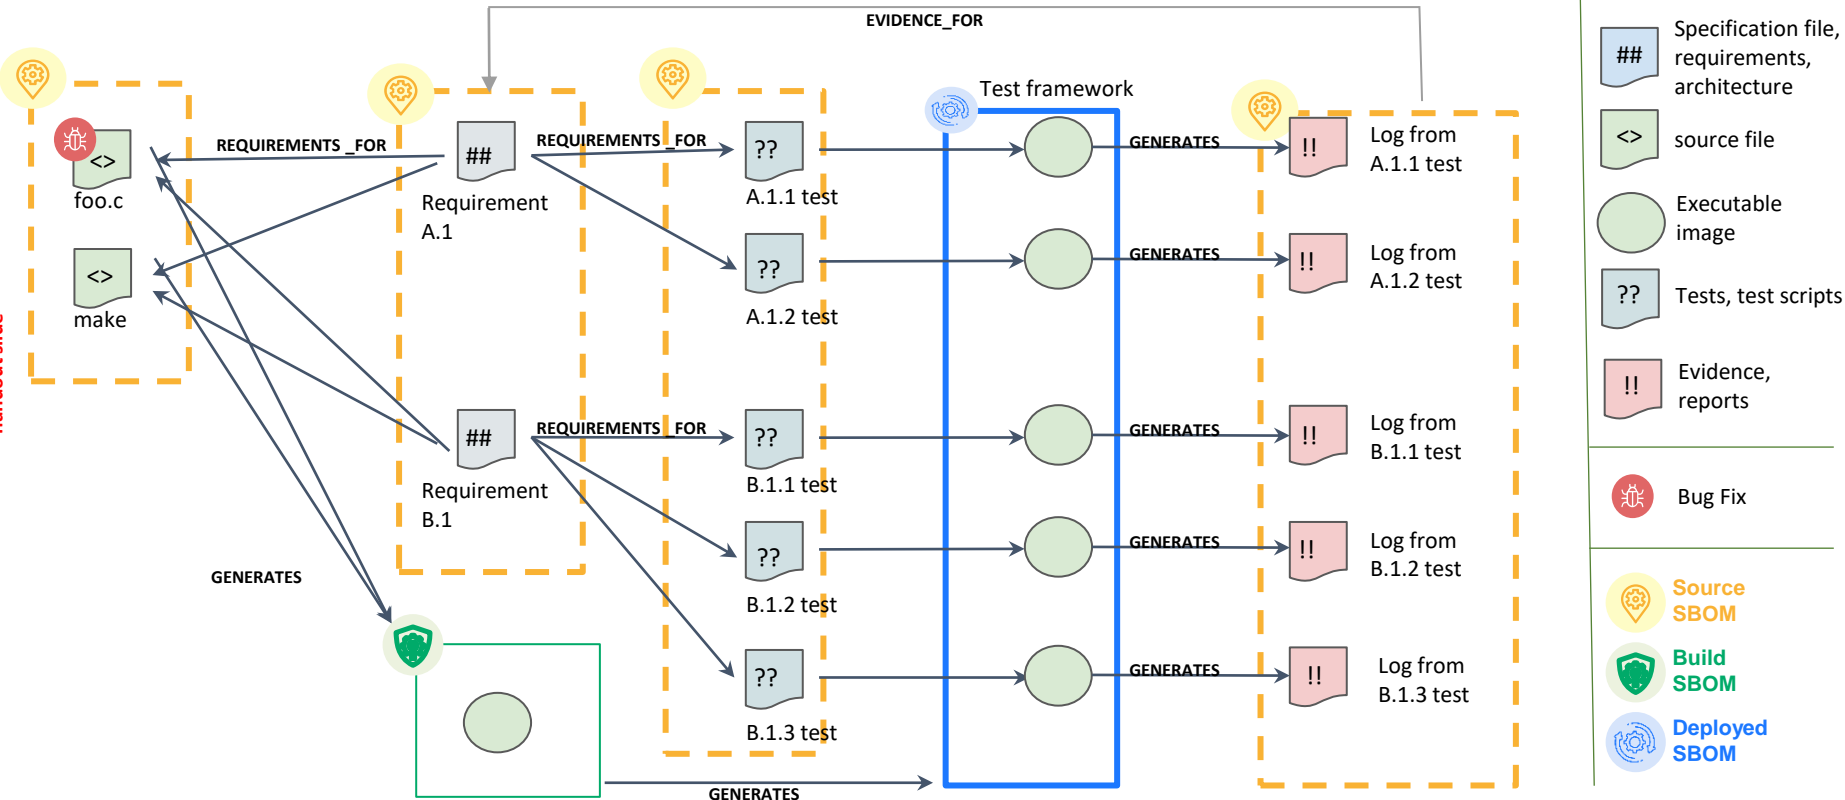 EVIDENCE_FOR
Test framework
<>
foo.c
<>
make
REQUIREMENTS _FOR
##
Requirement
A.1
REQUIREMENTS _FOR
??
A.1.1 test
??
A.1.2 test
GENERATES
!!
Log from
A.1.1 test
GENERATES
!!
Log from
A.1.2 test
##
Requirement
B.1
REQUIREMENTS _FOR
??
B.1.1 test
??
B.1.2 test
??
B.1.3 test
GENERATES
!!
Log from
B.1.1 test
GENERATES
!!
Log from
B.1.2 test
GENERATES
!!
Log from
B.1.3 test
GENERATES
GENERATES
##
Specification file,
requirements,
architecture
<>
source file
Executable
image
??
Tests, test scripts
!!
Evidence,
reports
Bug Fix
Source
SBOM
Build
SBOM
Deployed
SBOM